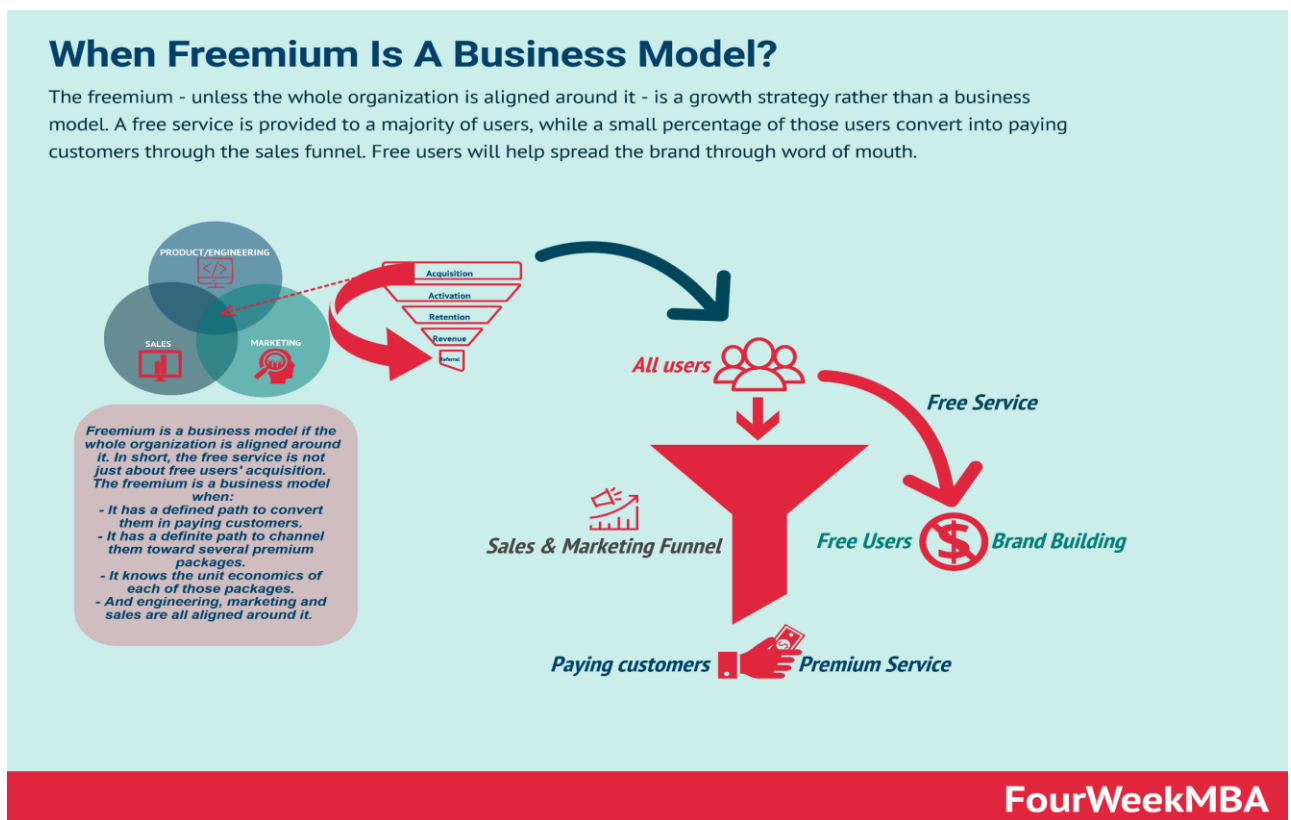 When Freemium Is A Business Model?
The freemium - unless the whole organization is aligned around it - is a growth strategy rather than a business
model. A free service is provided to a majority of users, while a small percentage of those users convert into paying
customers through the sales funnel. Free users will help spread the brand through word of mouth.
PRODUCT/ENGINEERING
SALES
MARKETING
Acquisition
Activation
Retention
Revenue
Referral
Freemium is a business model if the
whole organization is aligned around
it. In short, the free service is not
just about free users' acquisition.
The freemium is a business model
when:
- It has a defined path to convert
them in paying customers.
- It has a definite path to channel
them toward several premium
packages.
- It knows the unit economics of
each of those packages.
- And engineering, marketing and
sales are all aligned around it.
All users
Free Service
Sales & Marketing Funnel
Free Users
$
Brand Building
Paying customers
Premium Service
FourWeekMBA